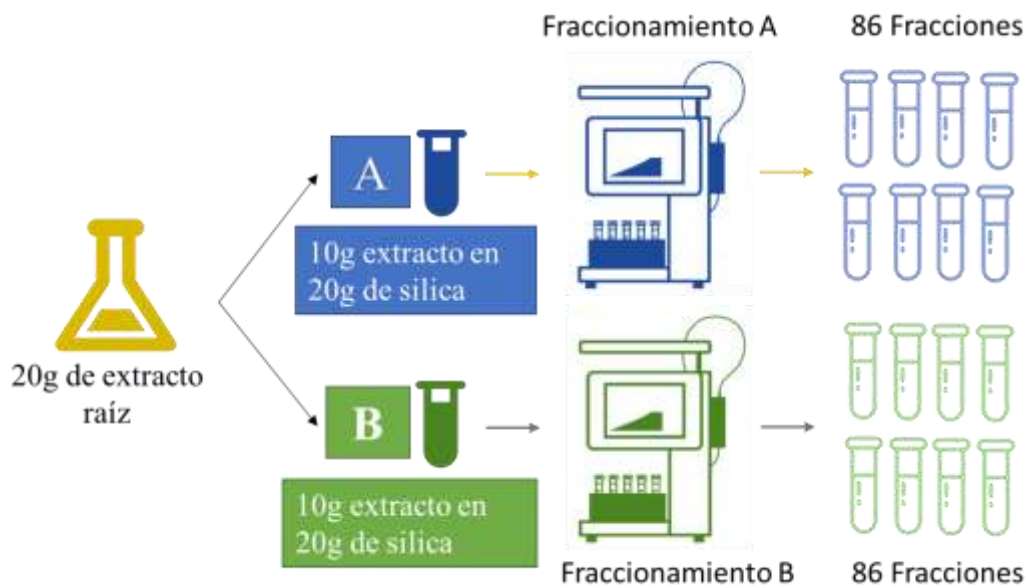 Fraccionamiento A
86 Fracciones
A
10g extracto en
20g de silica
20g de extracto
raíz
B
10g extracto en
20g de silica
Fraccionamiento B
86 Fracciones